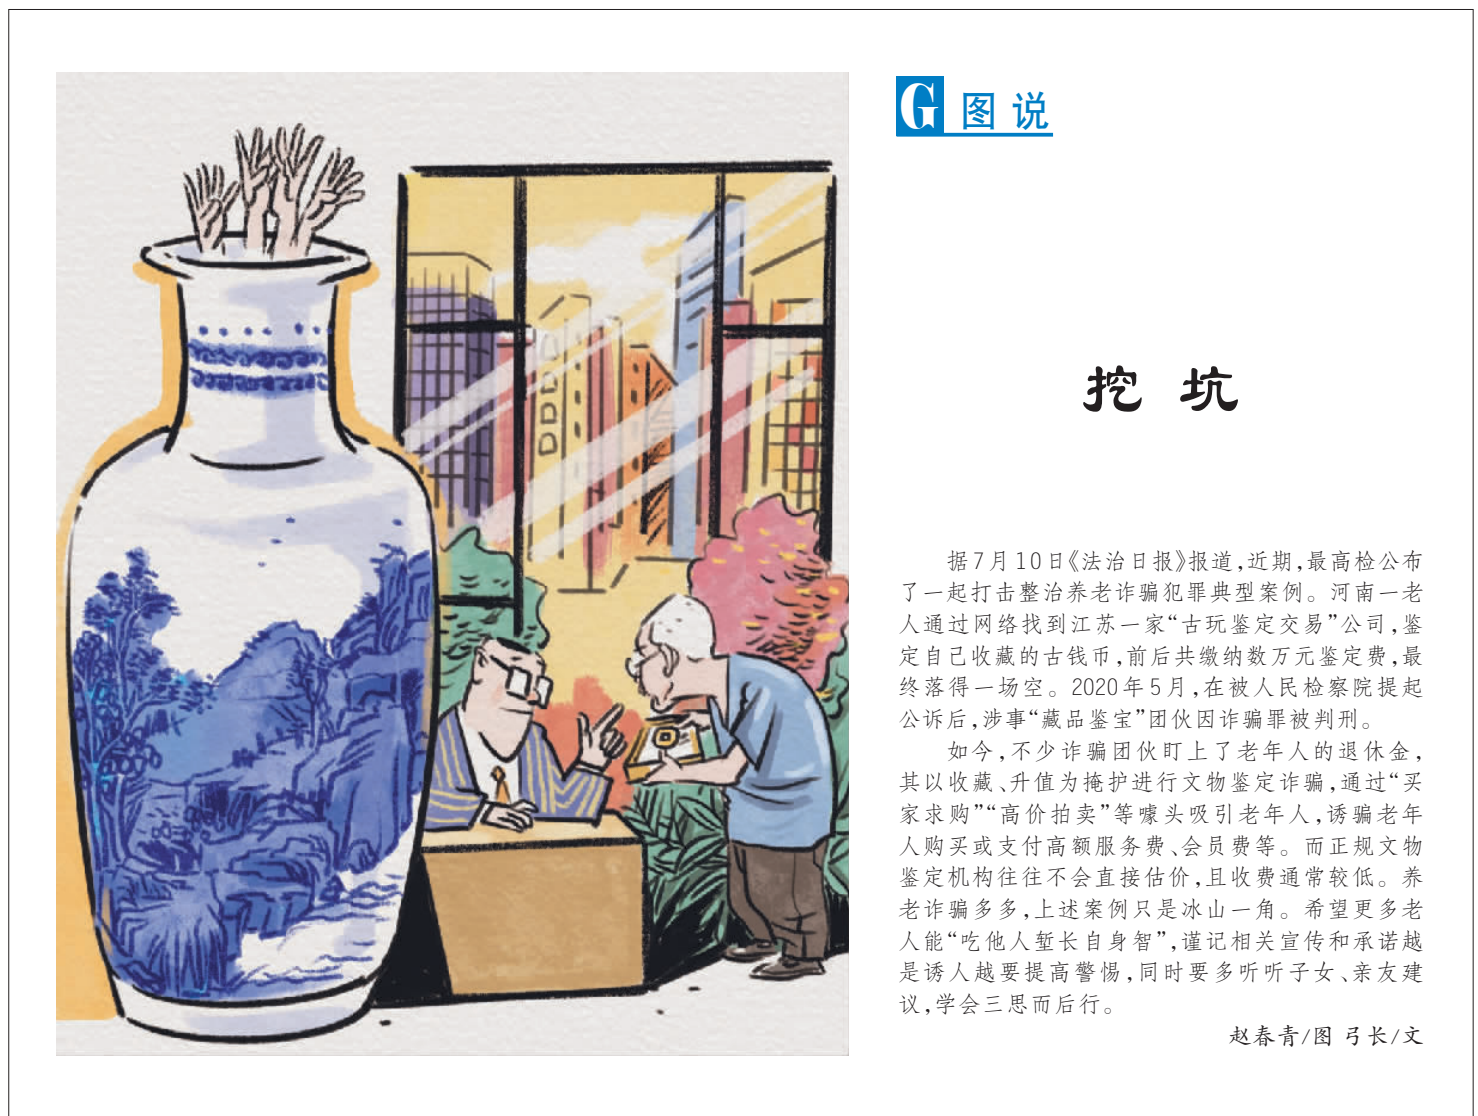 G 图说
挖坑
据7月10日《法治日报》报道，近期，最高检公布
了一起打击整治养老诈骗犯罪典型案例。河南一老
人通过网络找到江苏一家“古玩鉴定交易”公司，鉴
定自己收藏的古钱币，前后共缴纳数万元鉴定费，最
终落得一场空。2020年5月，在被人民检察院提起
公诉后，涉事“藏品鉴宝”团伙因诈骗罪被判刑。
如今，不少诈骗团伙盯上了老年人的退休金，
其以收藏、升值为掩护进行文物鉴定诈骗，通过“买
家求购”“高价拍卖”等噱头吸引老年人，诱骗老年
人购买或支付高额服务费、会员费等。而正规文物
鉴定机构往往不会直接估价，且收费通常较低。养
老诈骗多多，上述案例只是冰山一角。希望更多老
人能“吃他人堑长自身智”，谨记相关宣传和承诺越
是诱人越要提高警惕，同时要多听听子女、亲友建
议，学会三思而后行。
赵春青/图 弓长/文